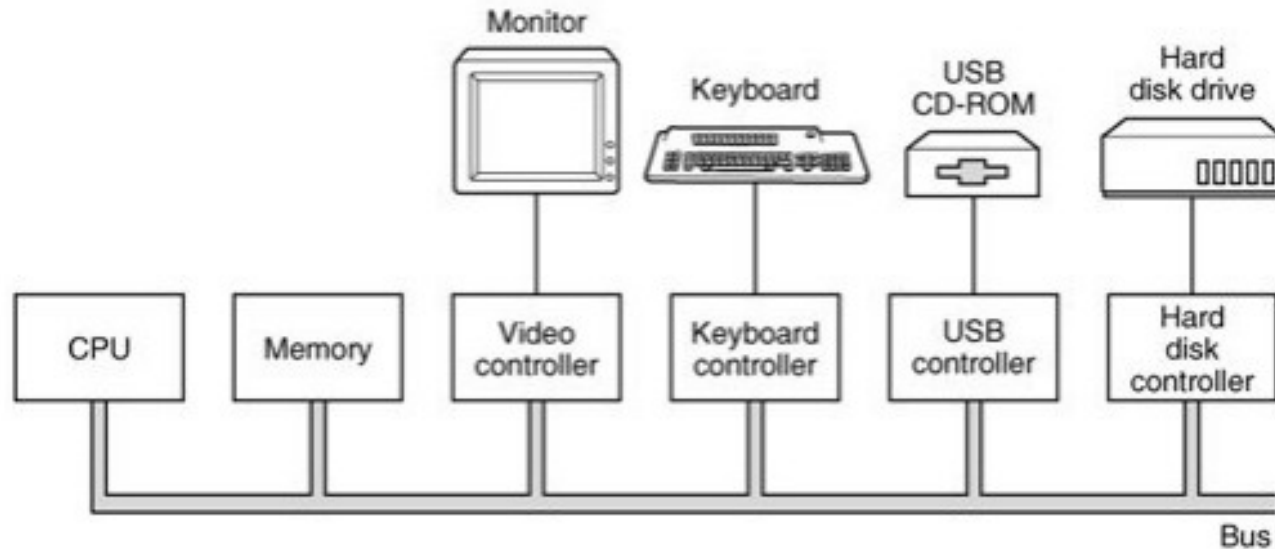 Monitor
Keyboard
USB
CD-ROM
Hard
disk drive
CPU
Memory
Video
controller
Keyboard
controller
USB
controller
Hard
disk
controller
Bus